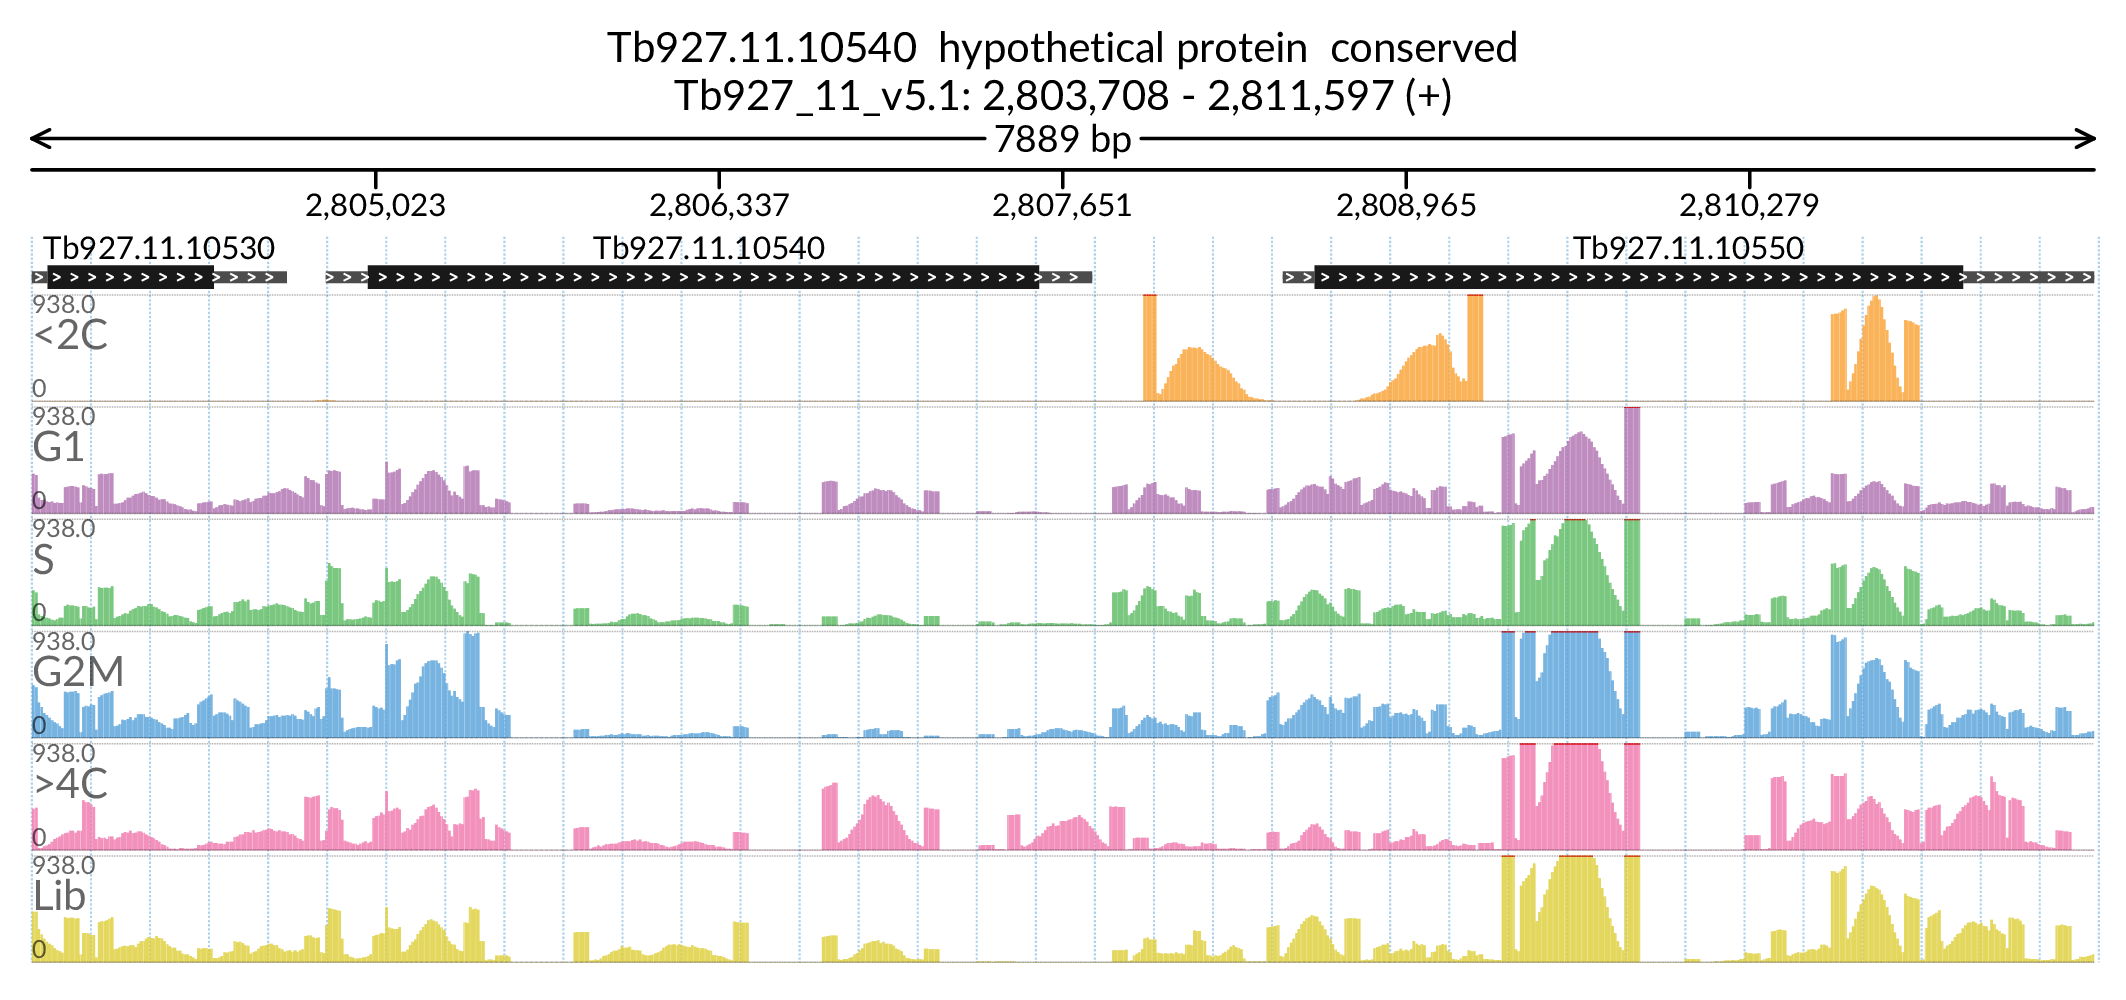 Tb927.11.10540  hypothetical protein  conserved
Tb927_11_v5.1: 2,803,708 - 2,811,597 (+)
7889 bp
2,805,023 2,806,337 2,807,651 2,808,965 2,810,279
Tb927.11.10530 Tb927.11.10540 Tb927.11.10550
938.0
<2C
0
938.0
G1
0
938.0
S
0
938.0
G2M
0
938.0
>4C
0
938.0
Lib
0